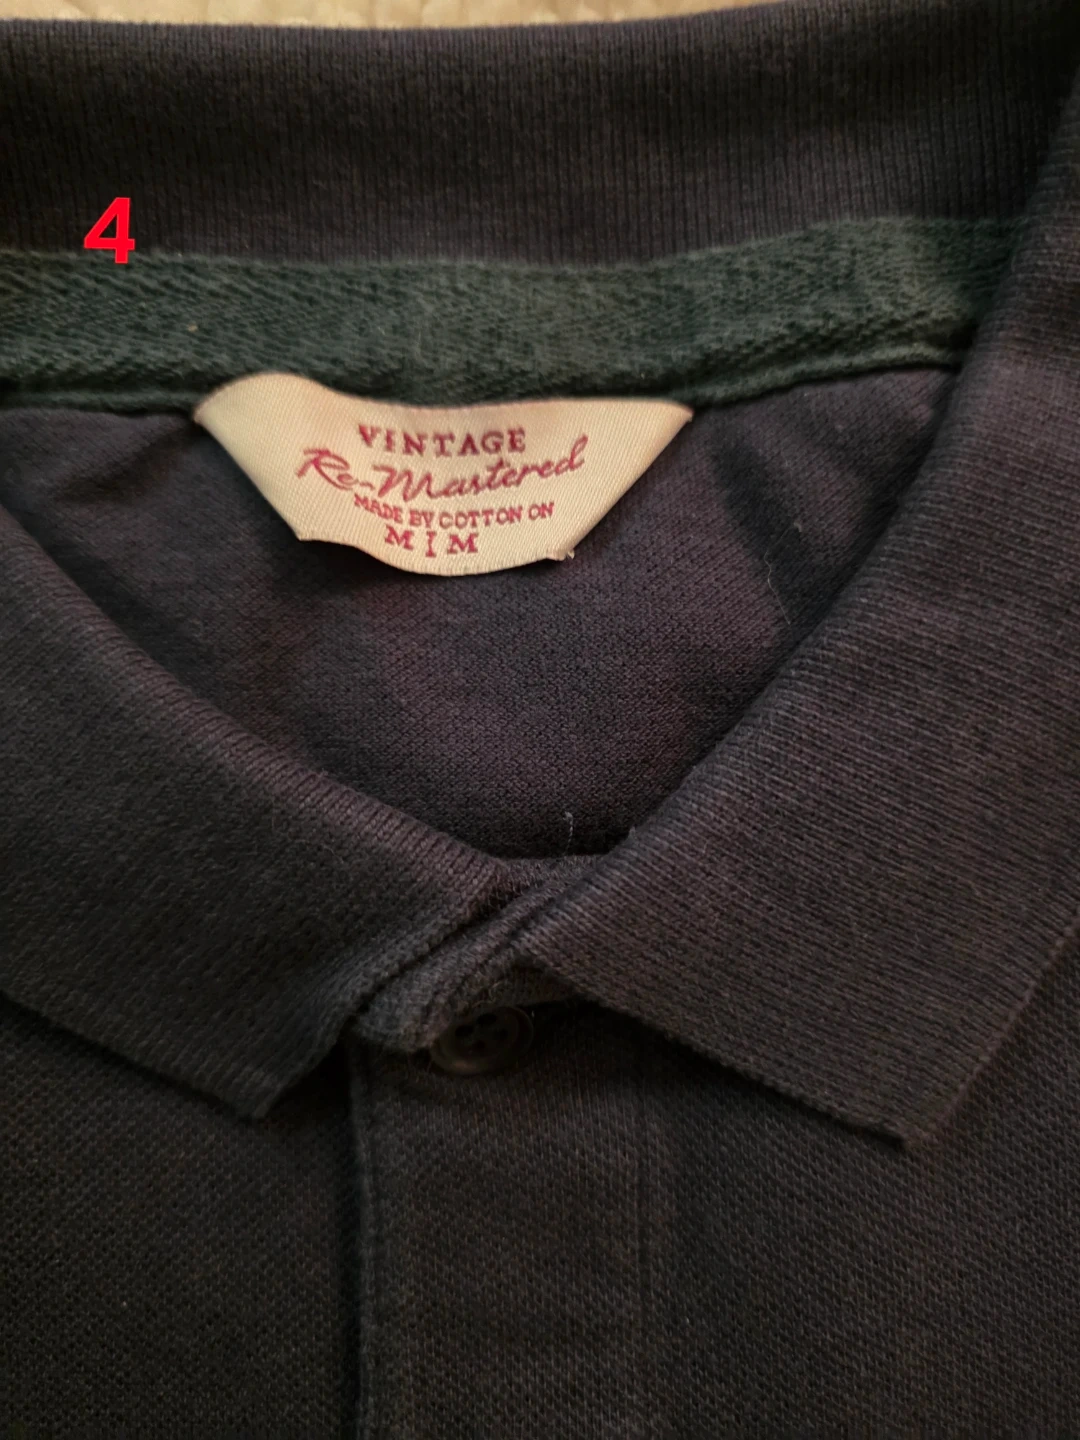 4
VINTAGE
Re-Mastered
MADE BY COTTON ON
M I M